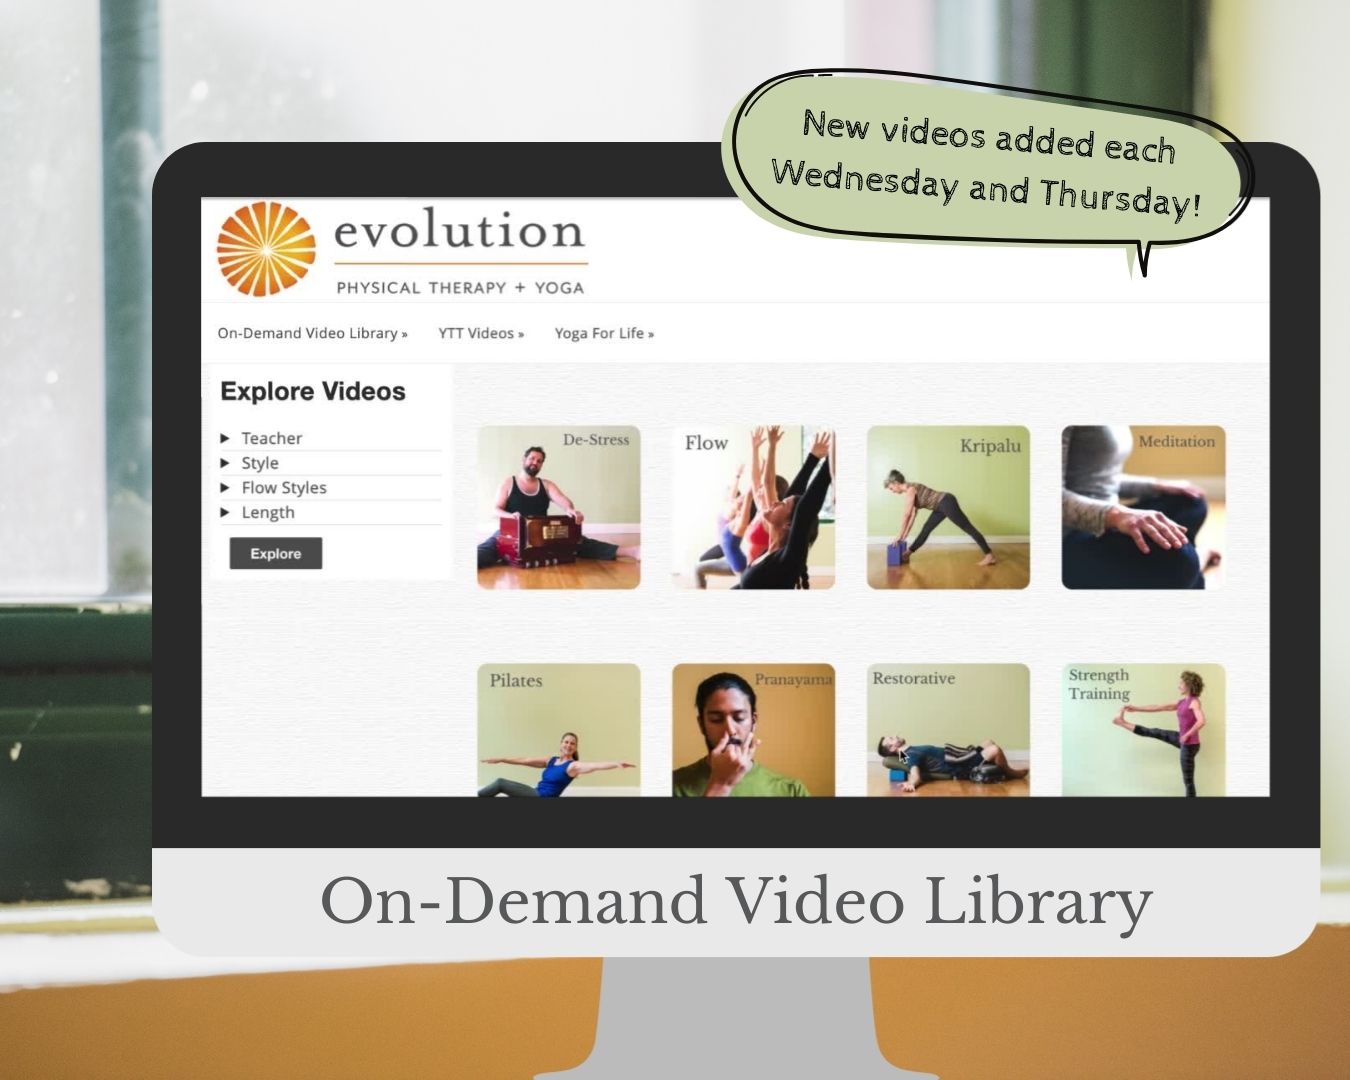 New videos added each
Wednesday and Thursday!
evolution
PHYSICAL THERAPY + YOGA
On-Demand Video Library »
YTT Videos »
Yoga For Life »
Explore Videos
Teacher
Style
Flow Styles
Length
Explore
De-Stress
Flow
Kripalu
Meditation
Pilates
Pranayama
Restorative
Strength
Training
On-Demand Video Library